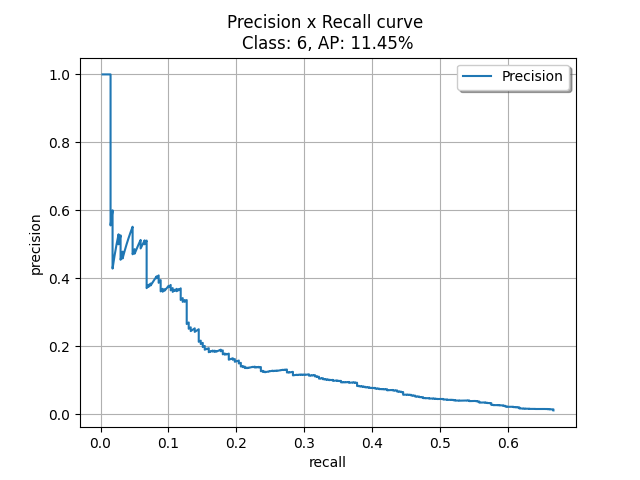 Precision x Recall curve
Class: 6, AP: 11.45%
Precision
1.0
0.8
0.6
0.4
0.2
0.0
precision
0.0 0.1 0.2 0.3 0.4 0.5 0.6
recall